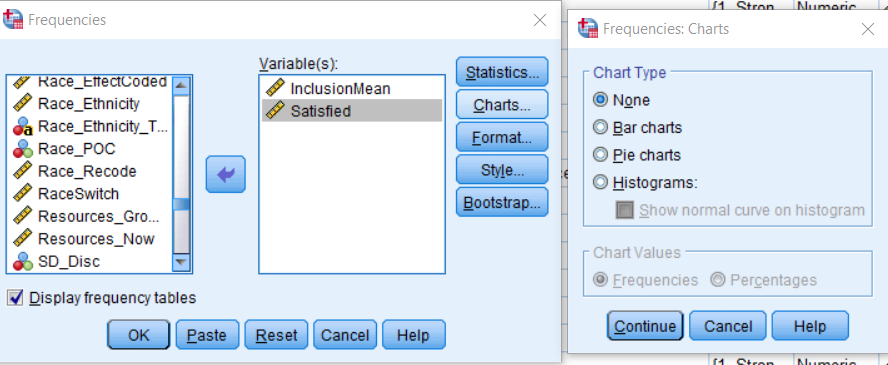 Frequencies
Race_EffectCoded
Race_Ethnicity
Race_Ethnicity_T...
Race_POC
Race_Recode
RaceSwitch
Resources_Gro...
Resources_Now
SD_Disc
Variable(s):
InclusionMean
Satisfied
Statistics...
Charts...
Format...
Style...
Bootstrap...
Display frequency tables
OK
Paste
Reset
Cancel
Help
{1, Stron
Numeric
Frequencies: Charts
Chart Type
None
Bar charts
Pie charts
Histograms:
Show normal curve on histogram
Chart Values
Frequencies
Percentages
Continue
Cancel
Help
{1, Stron
Numeric